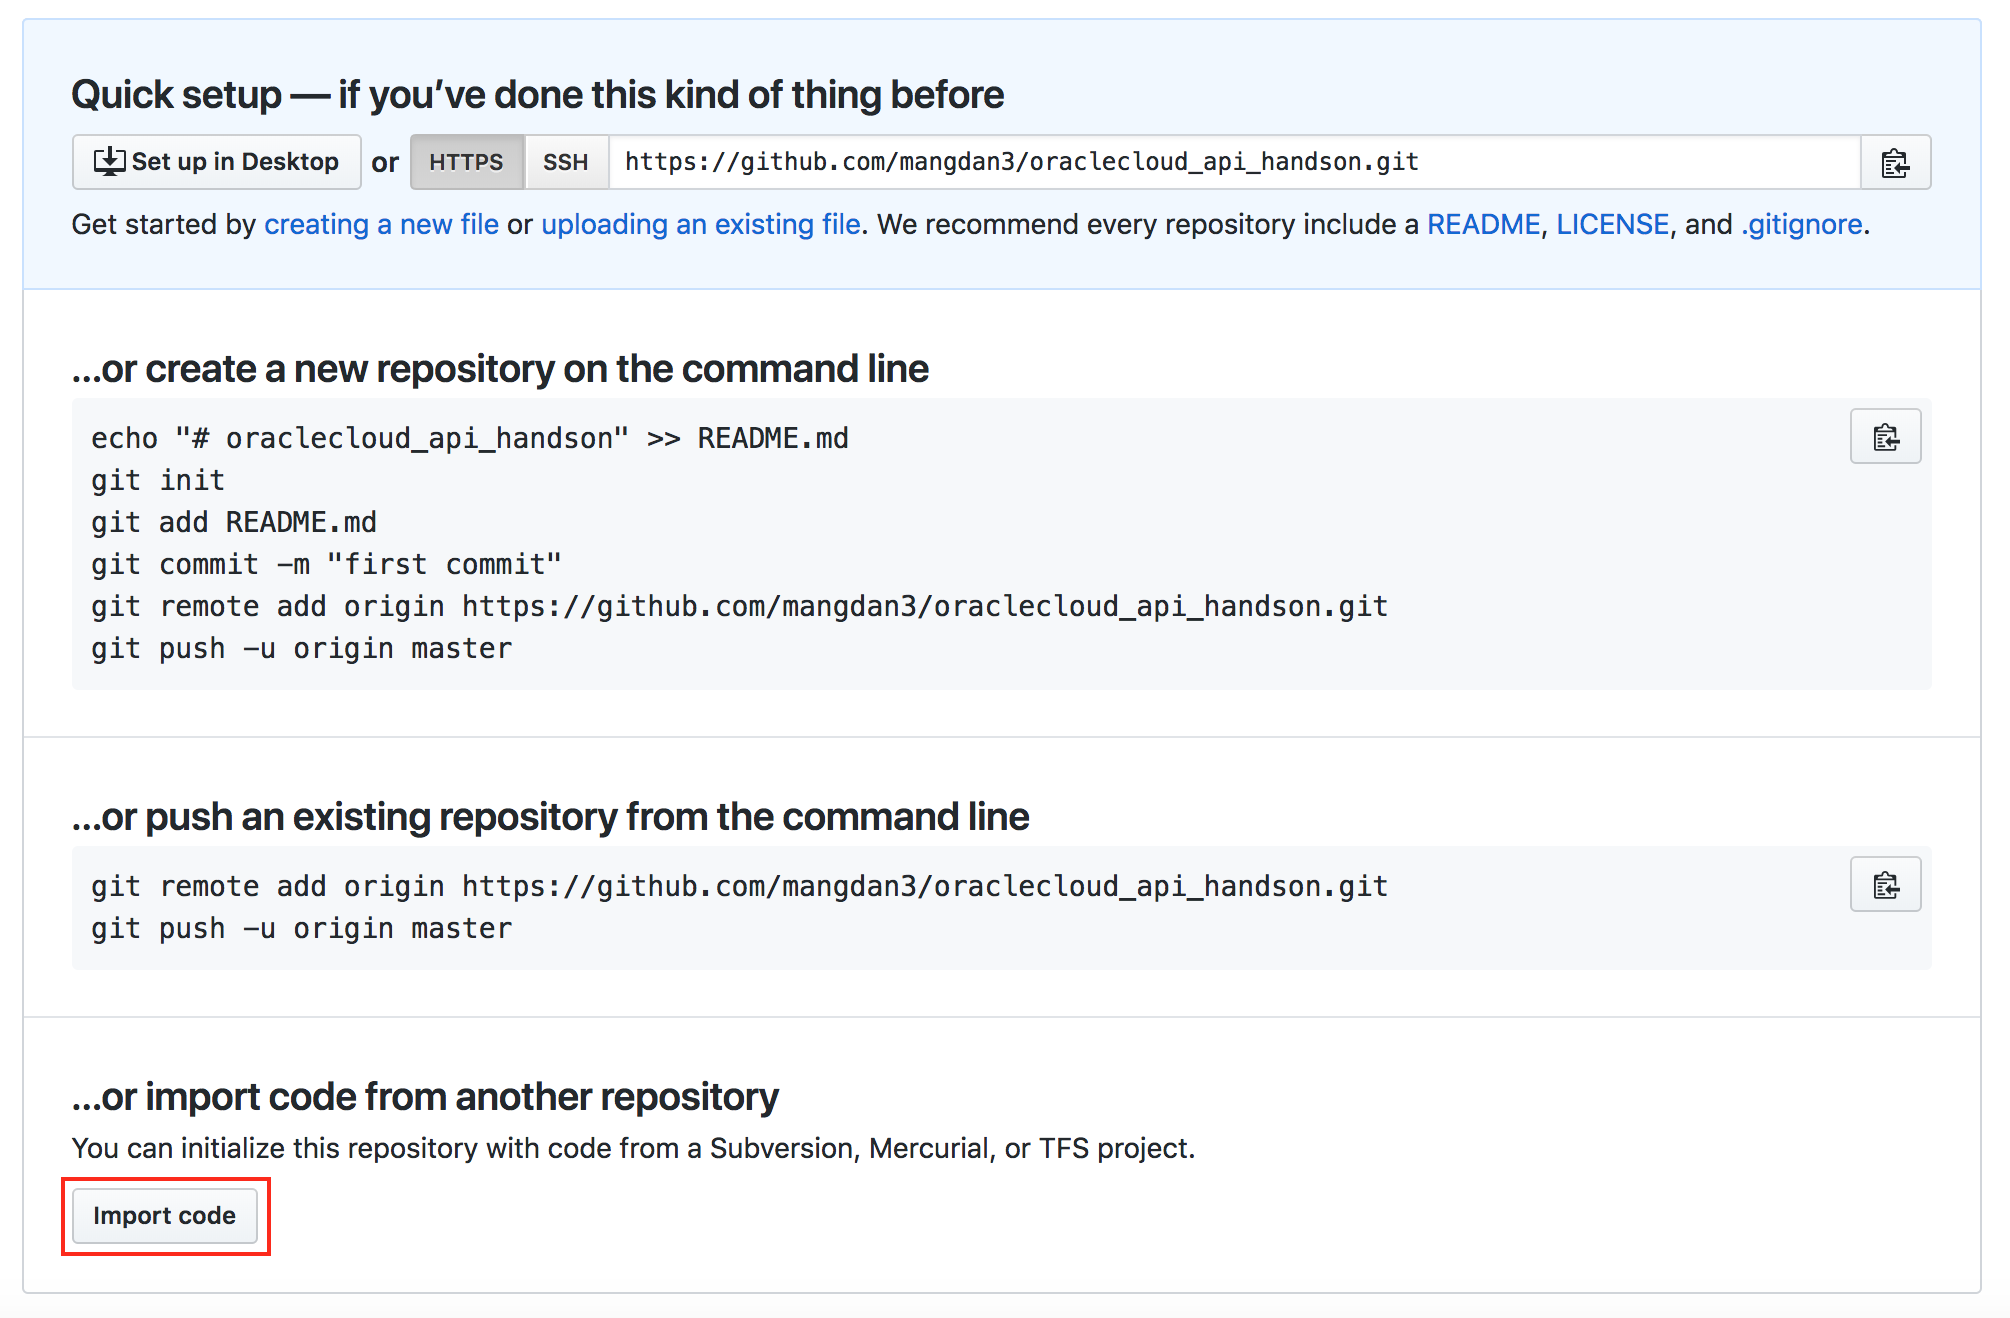 Quick setup — if you’ve done this kind of thing before
Set up in Desktop or HTTPS SSH https://github.com/mangdan3/oraclecloud_api_handson.git
Get started by creating a new file or uploading an existing file. We recommend every repository include a README, LICENSE, and .gitignore.
…or create a new repository on the command line
echo "# oraclecloud_api_handson" >> README.md
git init
git add README.md
git commit -m "first commit"
git remote add origin https://github.com/mangdan3/oraclecloud_api_handson.git
git push -u origin master
…or push an existing repository from the command line
git remote add origin https://github.com/mangdan3/oraclecloud_api_handson.git
git push -u origin master
…or import code from another repository
You can initialize this repository with code from a Subversion, Mercurial, or TFS project.
Import code